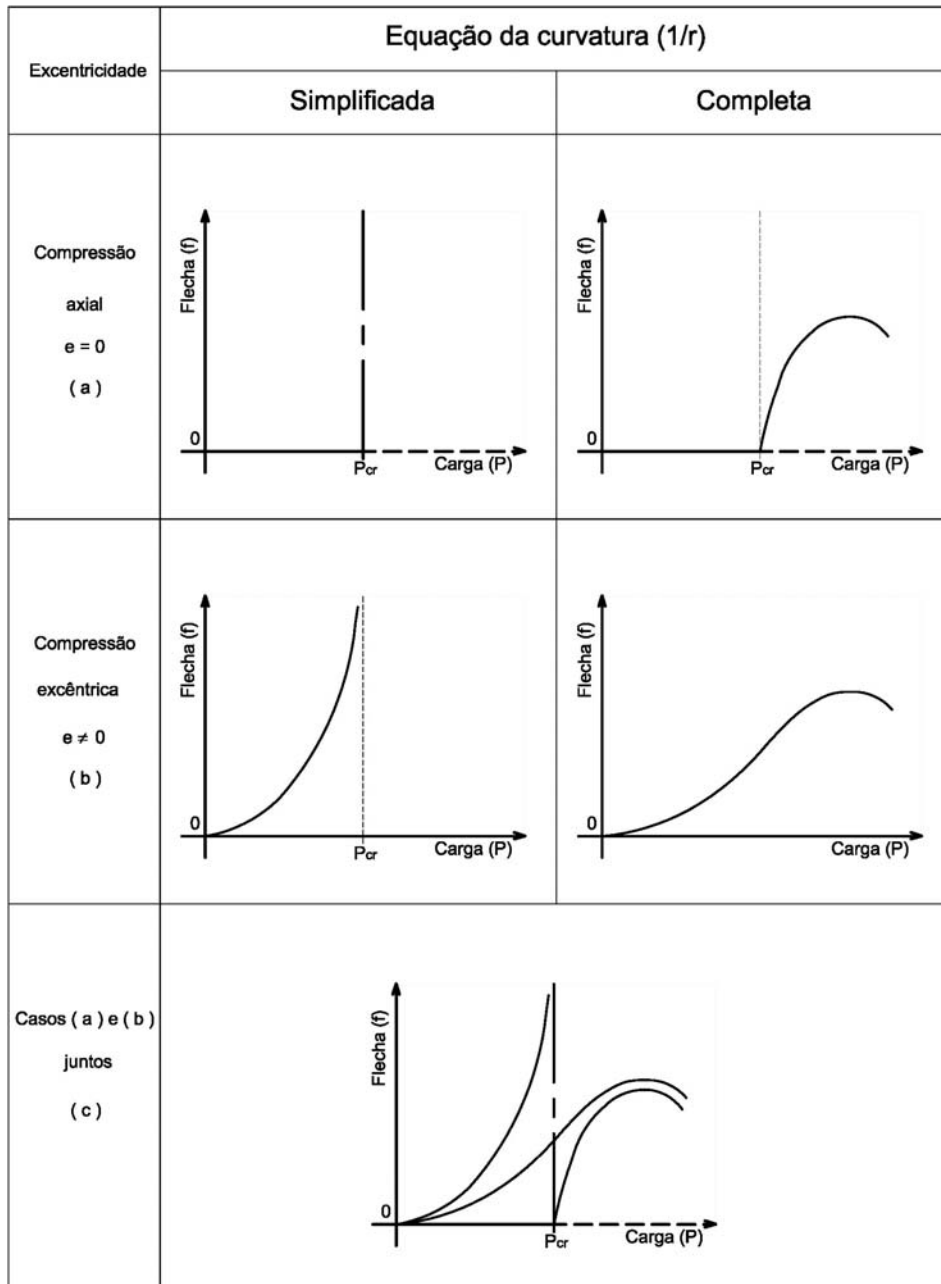 Excentricidade
Equação da curvatura (1/r)
Simplificada
Completa
Compressão
axial
e = 0
( a )
Flecha (f)
0
Pcr
Carga (P)
Flecha (f)
0
Pcr
Carga (P)
Compressão
excêntrica
e ≠ 0
( b )
Flecha (f)
0
Pcr
Carga (P)
Flecha (f)
0
Carga (P)
Casos ( a ) e ( b )
juntos
( c )
Flecha (f)
0
Pcr
Carga (P)